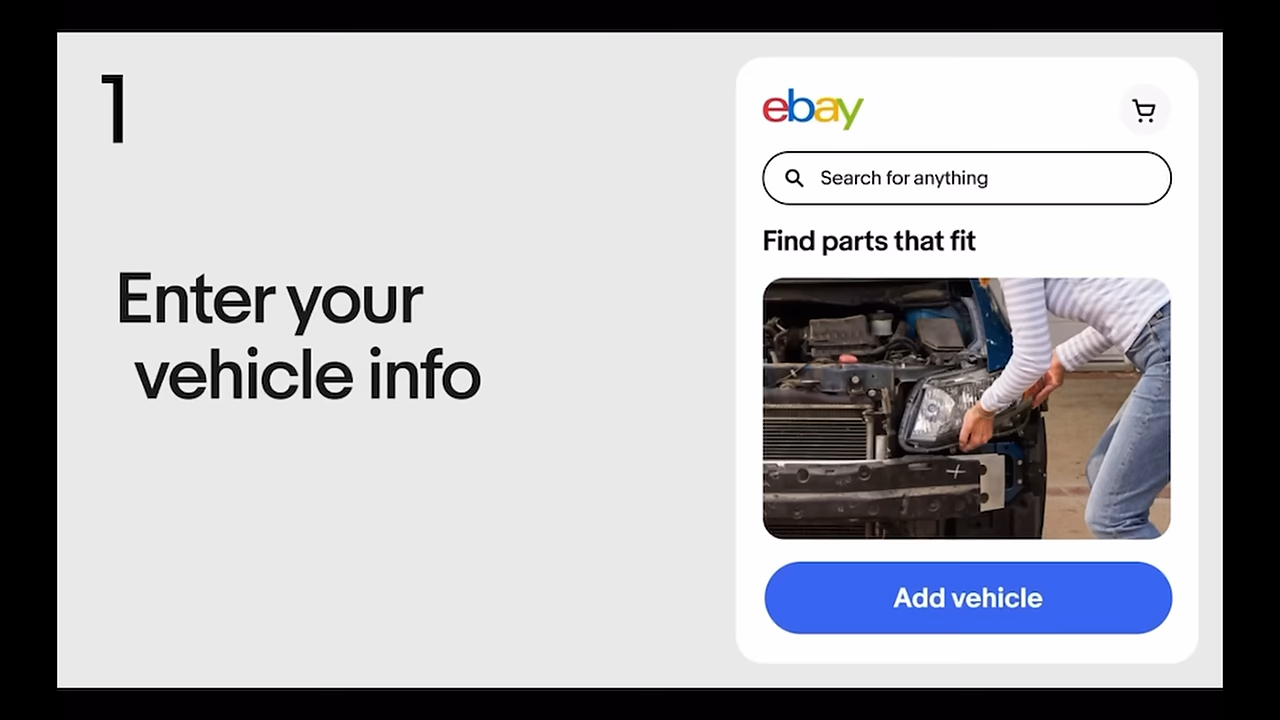 1
Enter your
vehicle info
ebay
Search for anything
Find parts that fit
Add vehicle